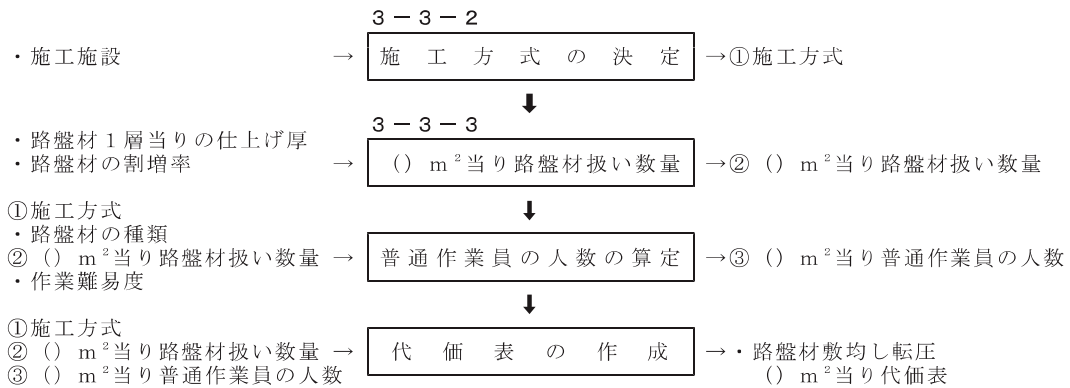 3－3－2
・施工施設 → 施工方式の決定 →①施工方式
⬇
・路盤材1層当りの仕上げ厚
3－3－3
・路盤材の割増率 → （）m²当り路盤材扱い数量 →②（）m²当り路盤材扱い数量
⬇
①施工方式
・路盤材の種類
②（）m²当り路盤材扱い数量 → 普通作業員の人数の算定 →③（）m²当り普通作業員の人数
・作業難易度
⬇
①施工方式
②（）m²当り路盤材扱い数量 → 代価表の作成 →・路盤材敷均し転圧
③（）m²当り普通作業員の人数 （）m²当り代価表